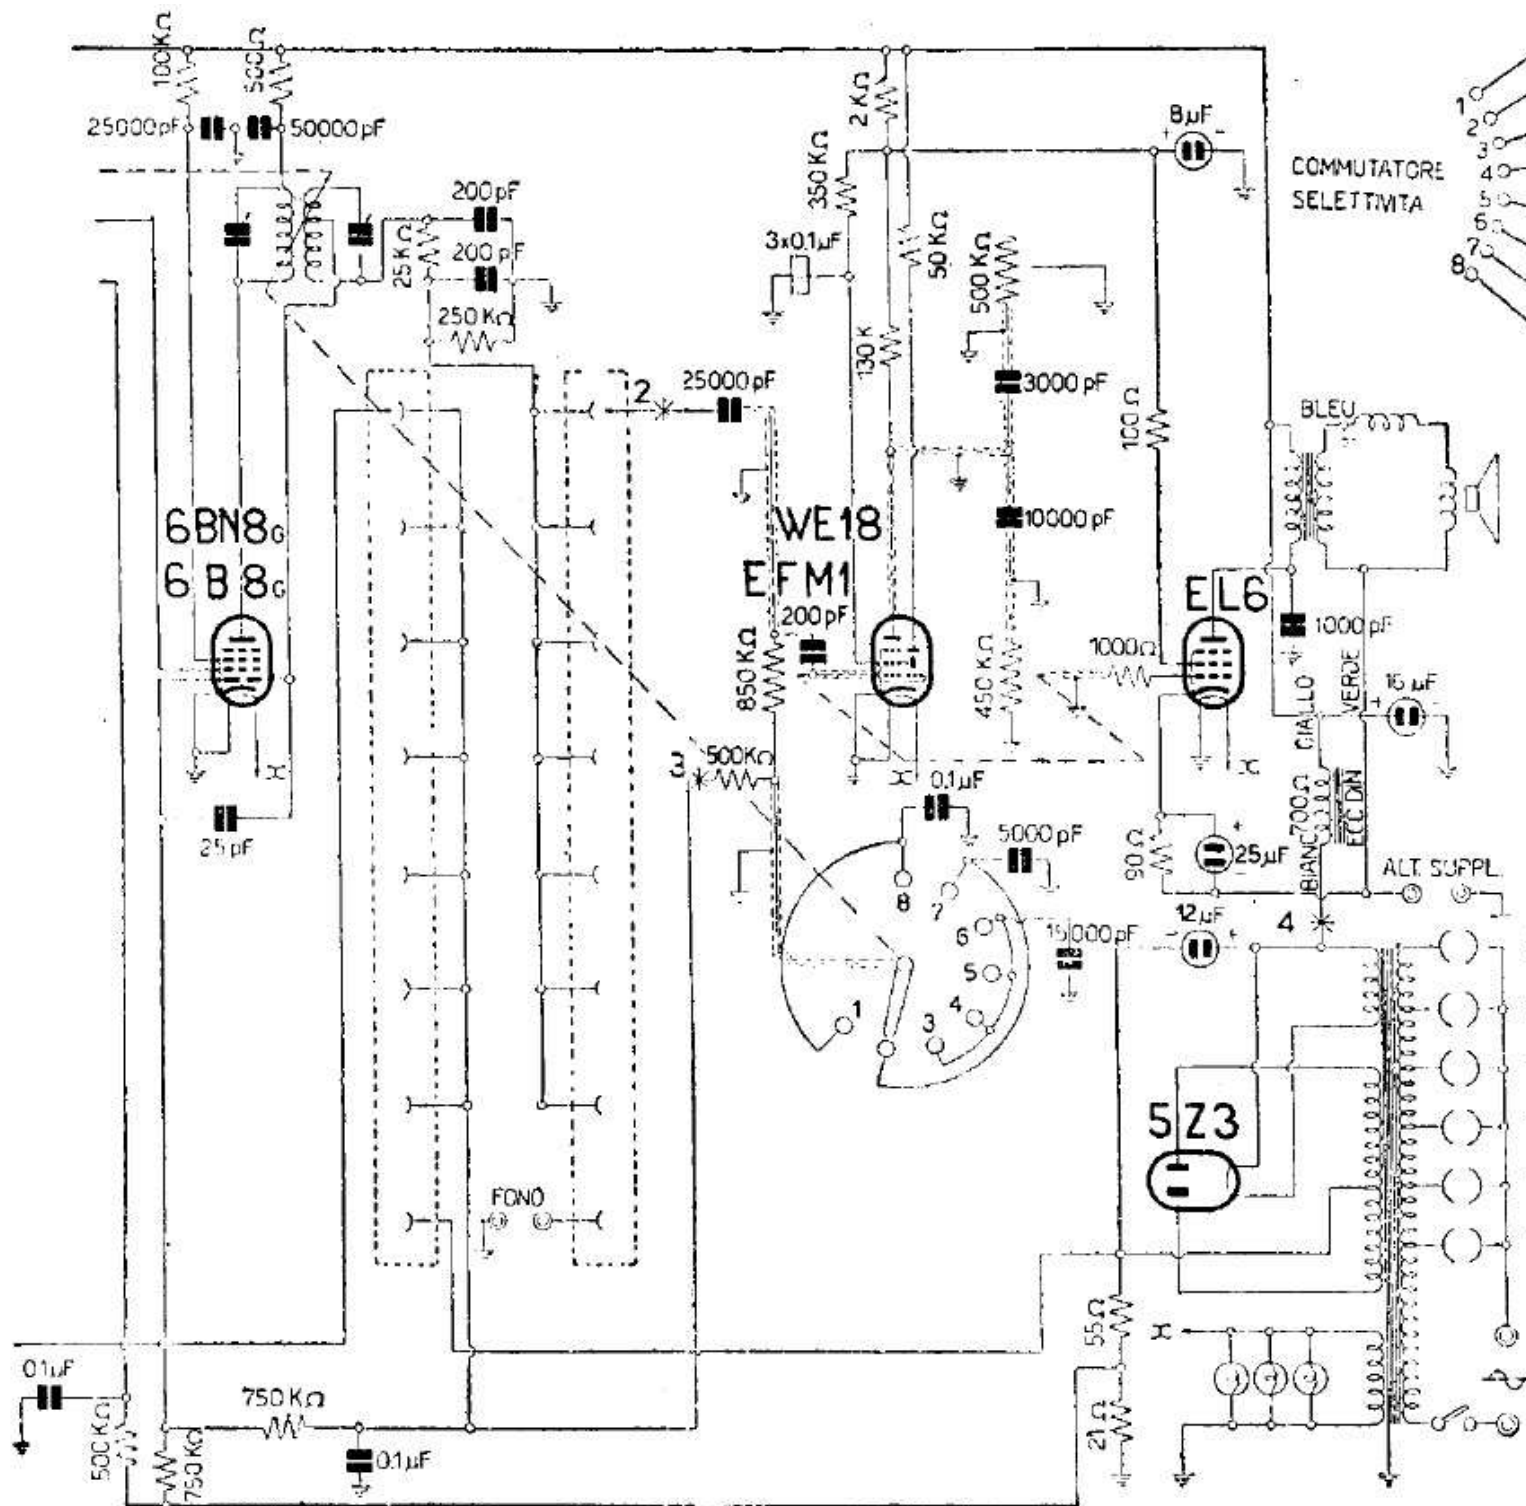 100KΩ
500Ω
25000pF
50000pF
200pF
25KΩ
200pF
250KΩ
2KΩ
8µF
+ -
350KΩ
3x0.1µF
50KΩ
500KΩ
130K
COMMUTATORE
SELETTIVITA
1
2
3
4
5
6
7
8
2
25000pF
3000pF
100Ω
BLEU
6BN8G
6B8G
WE18
EFM1
10000pF
EL6
200pF
850KΩ
450KΩ
1000Ω
1000pF
GIALLO
VERDE
+ 16µF -
25pF
3
500KΩ
0.1µF
5000pF
90Ω
+
25µF
-
BIANC
700Ω
ECC DIN
ALT. SUPPL.
8
7
6
5
4
3
1
15000pF
- 12µF +
4
5Z3
FONO
55Ω
21Ω
0.1µF
500KΩ
750KΩ
750KΩ
0.1µF